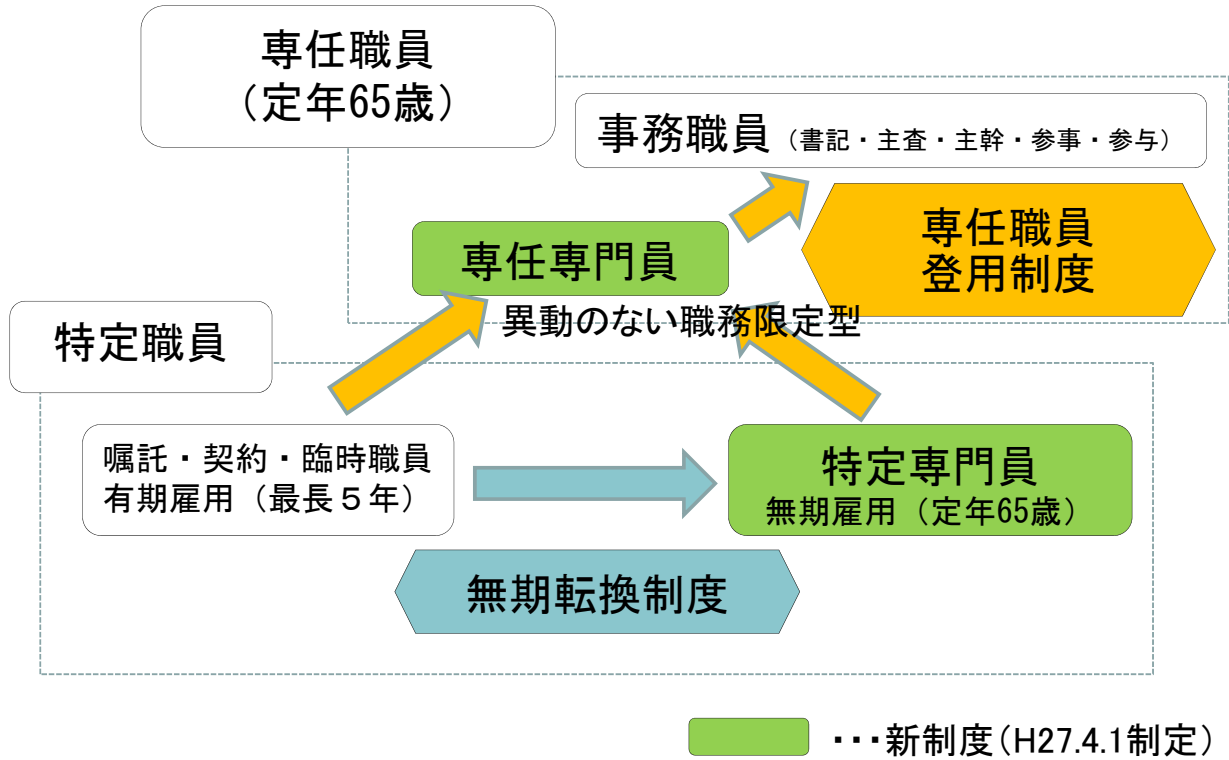 専任職員
（定年65歳）
事務職員（書記・主査・主幹・参事・参与）
専任専門員
専任職員
登用制度
異動のない職務限定型
特定職員
嘱託・契約・臨時職員
有期雇用（最長５年）
特定専門員
無期雇用（定年65歳）
無期転換制度
・・・新制度（H27.4.1制定）